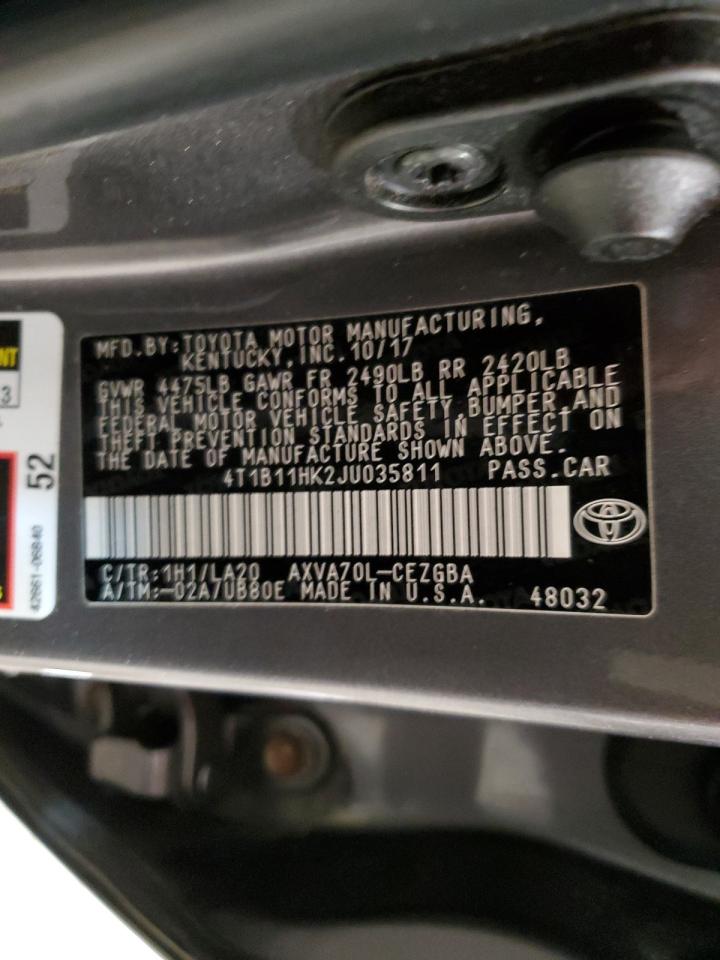 MFD.BY:TOYOTA MOTOR MANUFACTURING,
KENTUCKY,INC.10/17
GVWR 4475LB GAWR FR 2490LB RR 2420LB
THIS VEHICLE CONFORMS TO ALL APPLICABLE
FEDERAL MOTOR VEHICLE SAFETY,BUMPER AND
THEFT PREVENTION STANDARDS IN EFFECT ON
THE DATE OF MANUFACTURE SHOWN ABOVE.
4T1B11HK2JU035811 PASS.CAR
C/TR:1H1/LA20 AXVA70L-CEZGBA
A/TM:-02A/UB80E MADE IN U.S.A. 48032
52
42661-06840